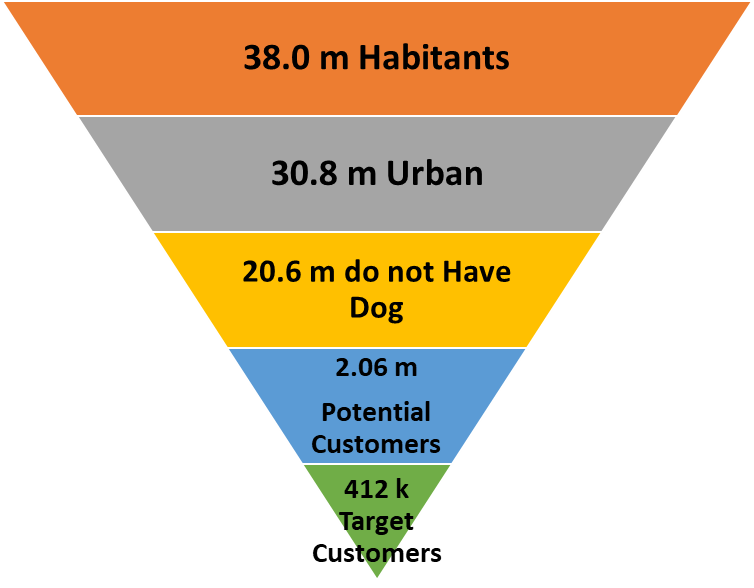 38.0 m Habitants
30.8 m Urban
20.6 m do not Have
Dog
2.06 m
Potential
Customers
412 k
Target
Customers